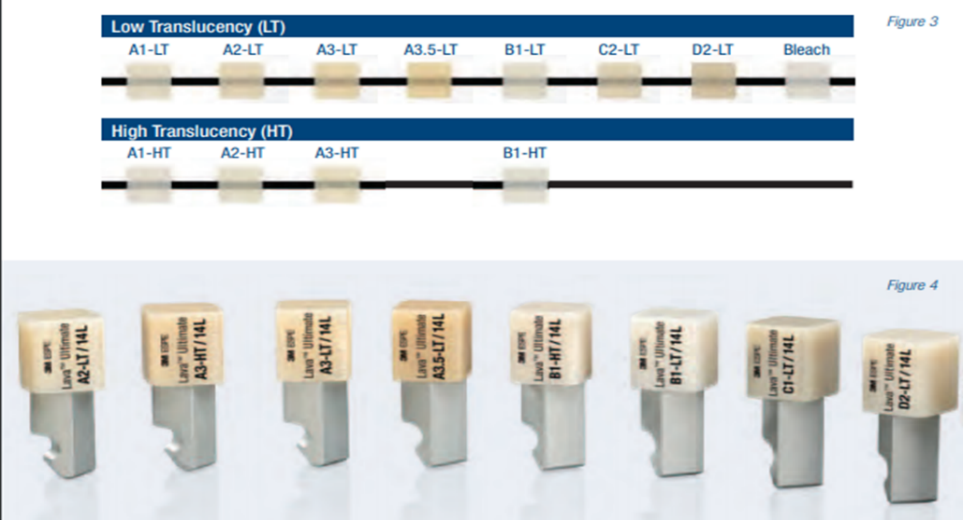 Low Translucency (LT)
Figure 3
A1-LT A2-LT A3-LT A3.5-LT B1-LT C2-LT D2-LT Bleach
High Translucency (HT)
A1-HT A2-HT A3-HT B1-HT
Figure 4
3M ESPE
Lava™ Ultimate
A2-LT/14L
3M ESPE
Lava™ Ultimate
A3-HT/14L
3M ESPE
Lava™ Ultimate
A3-LT/14L
3M ESPE
Lava™ Ultimate
A3.5-LT/14L
3M ESPE
Lava™ Ultimate
B1-HT/14L
3M ESPE
Lava™ Ultimate
B1-LT/14L
3M ESPE
Lava™ Ultimate
C1-LT/14L
3M ESPE
Lava™ Ultimate
D2-LT/14L